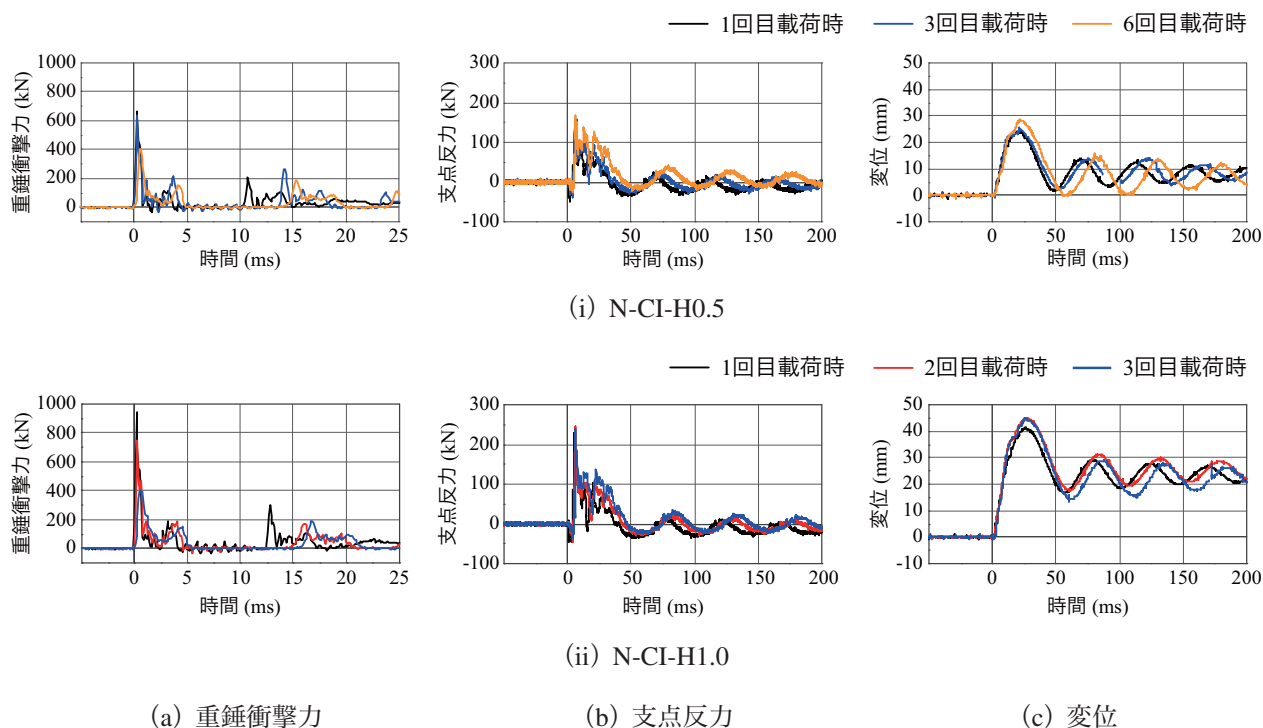 1回目載荷時 3回目載荷時 6回目載荷時
重錘衝撃力 (kN)
1000
800
600
400
200
0
0 5 10 15 20 25
時間 (ms)
支点反力 (kN)
300
200
100
0
-100
0 50 100 150 200
時間 (ms)
変位 (mm)
50
40
30
20
10
0
-10
0 50 100 150 200
時間 (ms)
(i) N-CI-H0.5
1回目載荷時 2回目載荷時 3回目載荷時
重錘衝撃力 (kN)
1000
800
600
400
200
0
0 5 10 15 20 25
時間 (ms)
支点反力 (kN)
300
200
100
0
-100
0 50 100 150 200
時間 (ms)
変位 (mm)
50
40
30
20
10
0
-10
0 50 100 150 200
時間 (ms)
(ii) N-CI-H1.0
(a) 重錘衝撃力 (b) 支点反力 (c) 変位